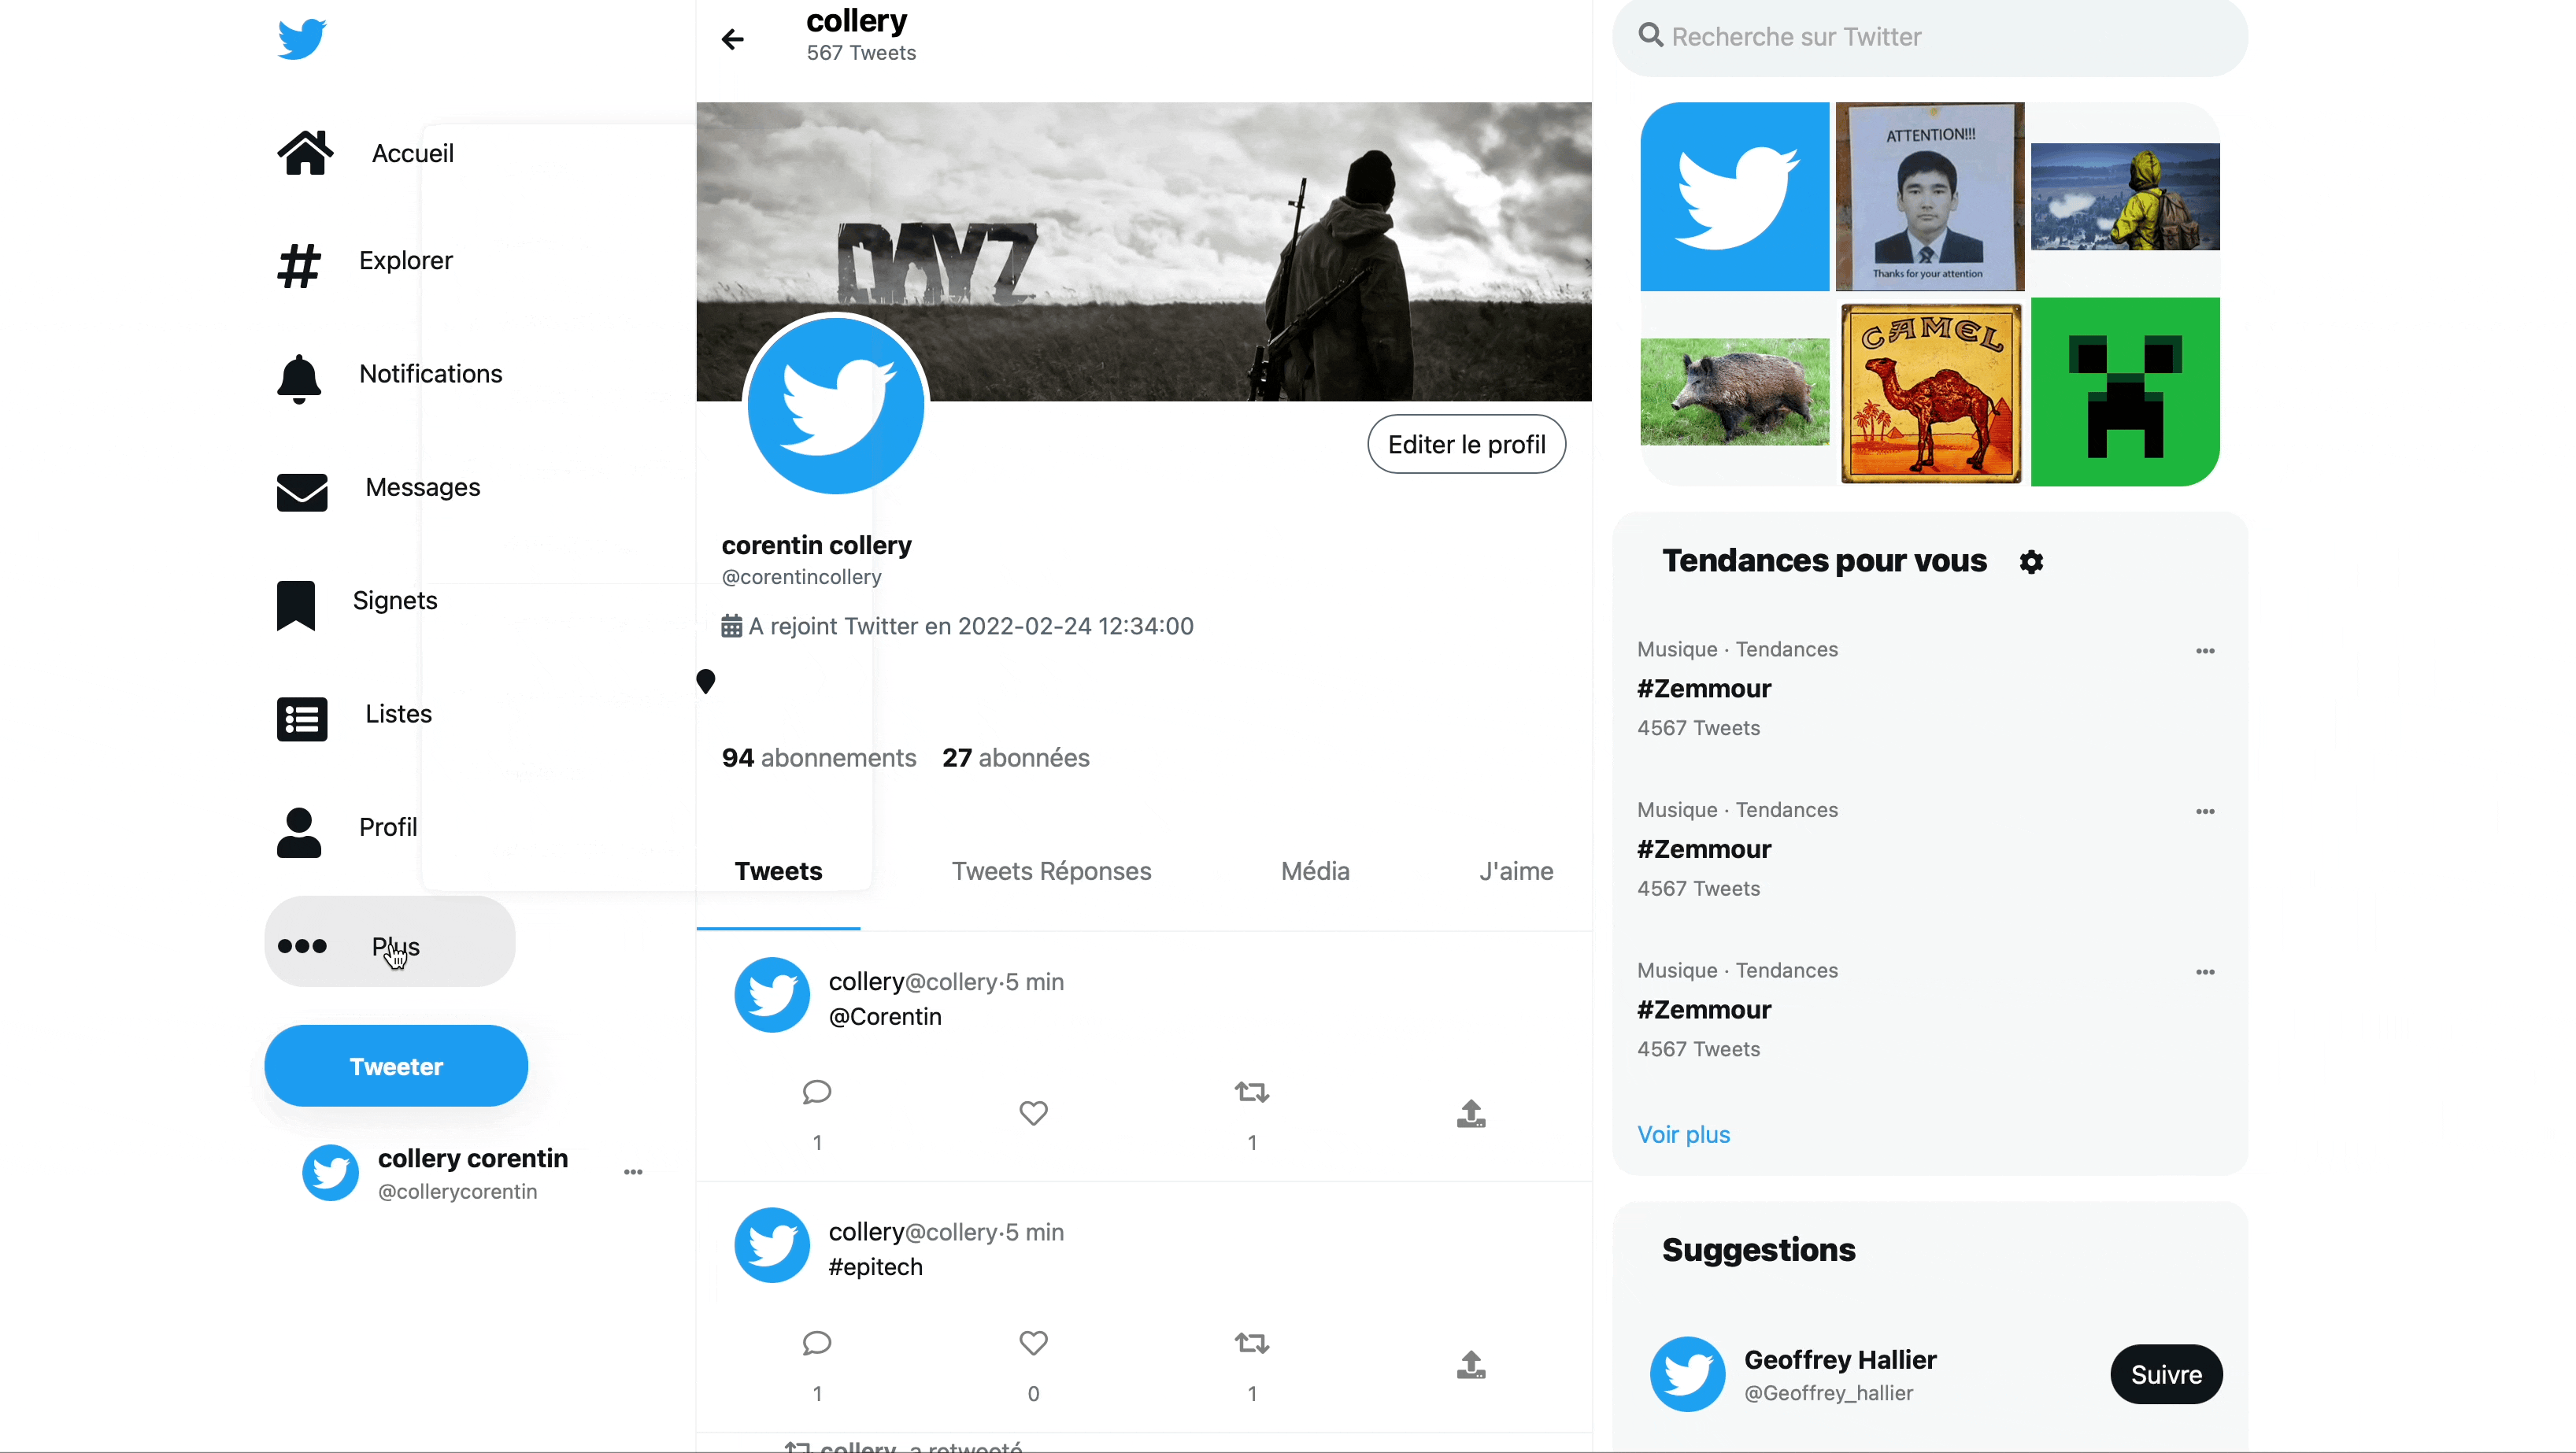 Accueil
Explorer
Notifications
Messages
Signets
Listes
Profil
Plus
Tweeter
collery corentin
@collerycorentin
collery
567 Tweets
DAYZ
Editer le profil
corentin collery
@corentincollery
A rejoint Twitter en 2022-02-24 12:34:00
94 abonnements 27 abonnées
Tweets Tweets Réponses Média J'aime
collery@collery·5 min
@Corentin
1 1
collery@collery·5 min
#epitech
1 0 1
collery a retweeté
Recherche sur Twitter
ATTENTION!!!
Thanks for your attention
CAMEL
Tendances pour vous
Musique · Tendances
#Zemmour
4567 Tweets
Musique · Tendances
#Zemmour
4567 Tweets
Musique · Tendances
#Zemmour
4567 Tweets
Voir plus
Suggestions
Geoffrey Hallier
@Geoffrey_hallier
Suivre